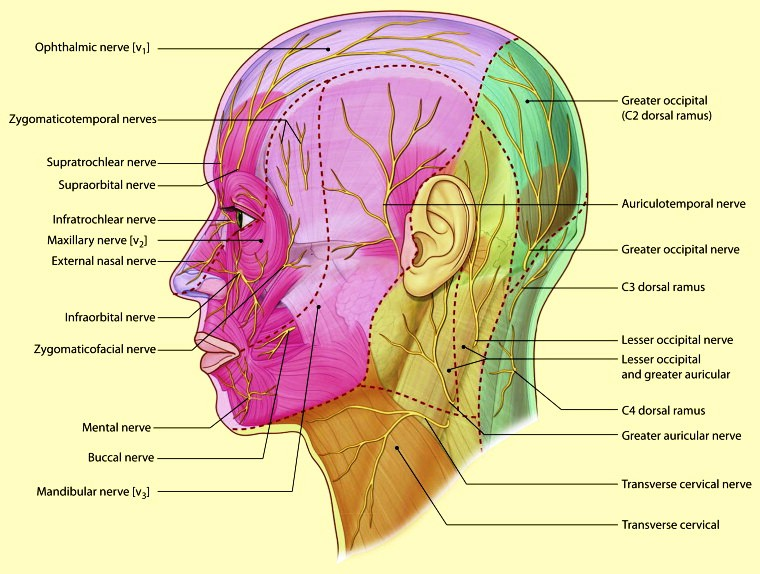 Ophthalmic nerve [v1]
Zygomaticotemporal nerves
Supratrochlear nerve
Supraorbital nerve
Infratrochlear nerve
Maxillary nerve [v2]
External nasal nerve
Infraorbital nerve
Zygomaticofacial nerve
Mental nerve
Buccal nerve
Mandibular nerve [v3]
Greater occipital
(C2 dorsal ramus)
Auriculotemporal nerve
Greater occipital nerve
C3 dorsal ramus
Lesser occipital nerve
Lesser occipital
and greater auricular
C4 dorsal ramus
Greater auricular nerve
Transverse cervical nerve
Transverse cervical